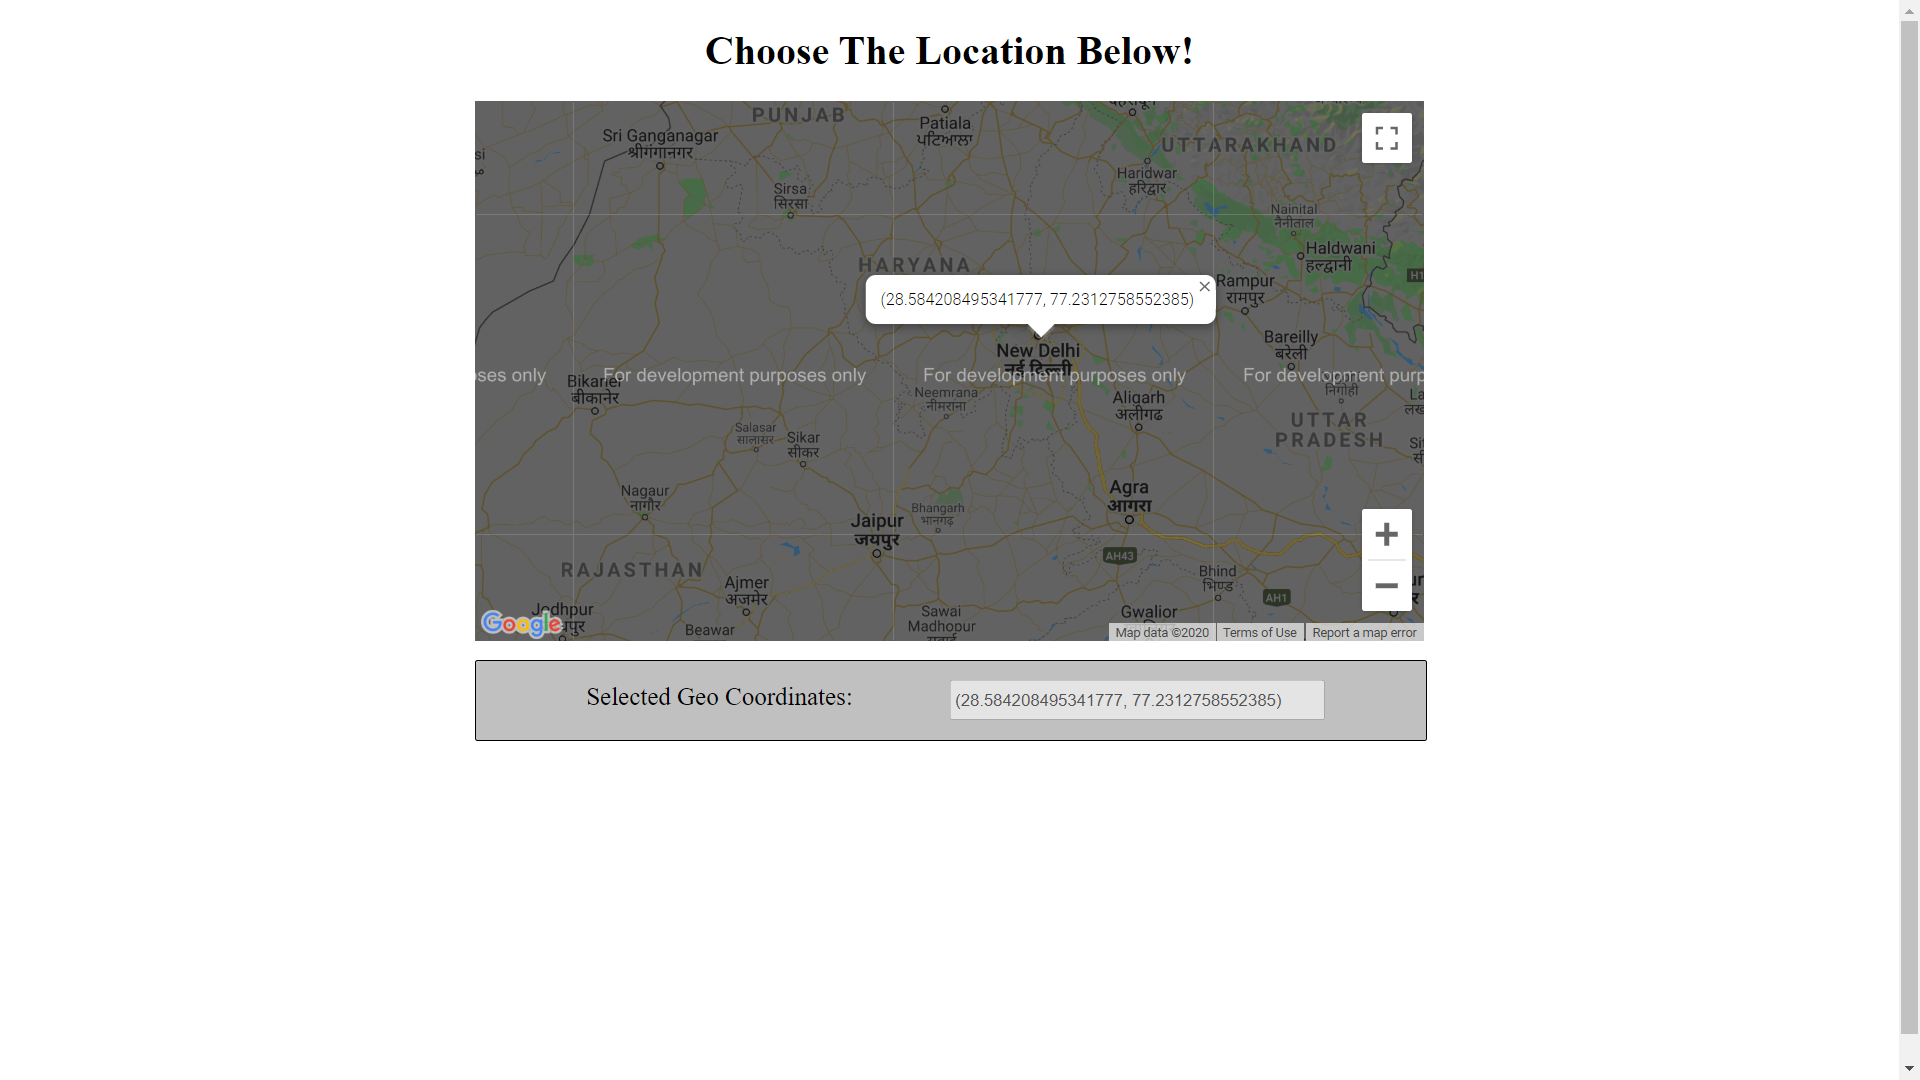 Choose The Location Below!
PUNJAB
Patiala
ਪਟਿਆਲਾ
Sri Ganganagar
श्रीगंगानगर
UTTARAKHAND
Haridwar
हरिद्वार
Sirsa
सिरसा
Nainital
नैनीताल
Haldwani
हल्द्वानी
HARYANA
Rampur
रामपुर
(28.584208495341777, 77.2312758552385)
Bareilly
बरेली
New Delhi
नई दिल्ली
For development purposes only
For development purposes only
ses only
For development purp
Bikaner
बीकानेर
Neemrana
नीमराना
Aligarh
अलीगढ
निगोही
UTTAR
PRADESH
Salasar
सालासर
Sikar
सीकर
Nagaur
नागौर
Agra
आगरा
Bhangarh
भानगढ़
Jaipur
जयपुर
AH43
RAJASTHAN
Ajmer
अजमेर
Bhind
भिण्ड
AH1
Jodhpur
Google
Beawar
Sawai
Madhopur
Gwalior
Map data ©2020
Terms of Use
Report a map error
Selected Geo Coordinates:
(28.584208495341777, 77.2312758552385)